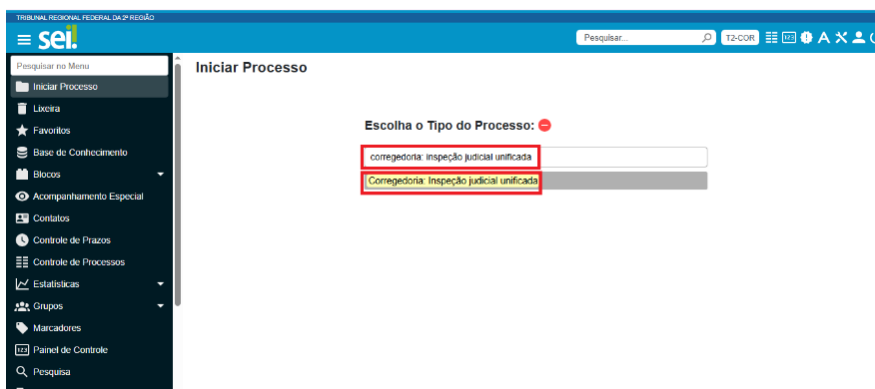 TRIBUNAL REGIONAL FEDERAL DA 2ª REGIÃO
sei!
Pesquisar...
T2-COR
Pesquisar no Menu
Iniciar Processo
Lixeira
Favoritos
Base de Conhecimento
Blocos
Acompanhamento Especial
Contatos
Controle de Prazos
Controle de Processos
Estatísticas
Grupos
Marcadores
Painel de Controle
Pesquisa
Iniciar Processo
Escolha o Tipo do Processo:
corregedoria: inspeção judicial unificada
Corregedoria: Inspeção judicial unificada